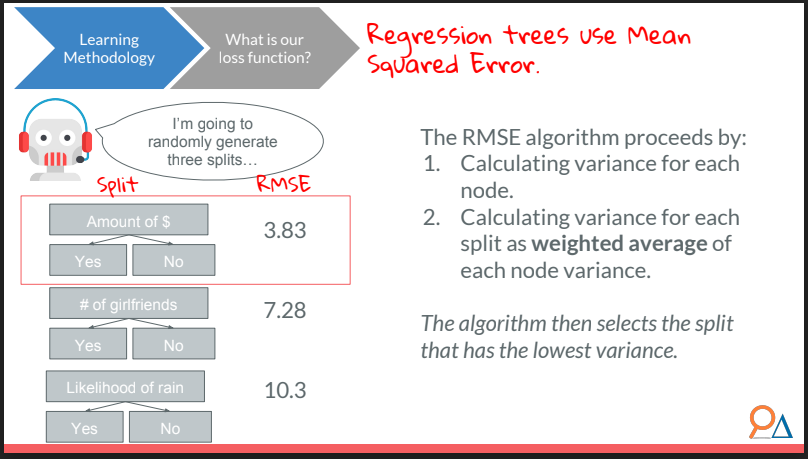 Learning
Methodology
What is our
loss function?
Regression trees use Mean
Squared Error.
I'm going to
randomly generate
three splits...
Split
RMSE
Amount of $
Yes
No
3.83
# of girlfriends
Yes
No
7.28
Likelihood of rain
Yes
No
10.3
The RMSE algorithm proceeds by:
1. Calculating variance for each
node.
2. Calculating variance for each
split as weighted average of
each node variance.
The algorithm then selects the split
that has the lowest variance.